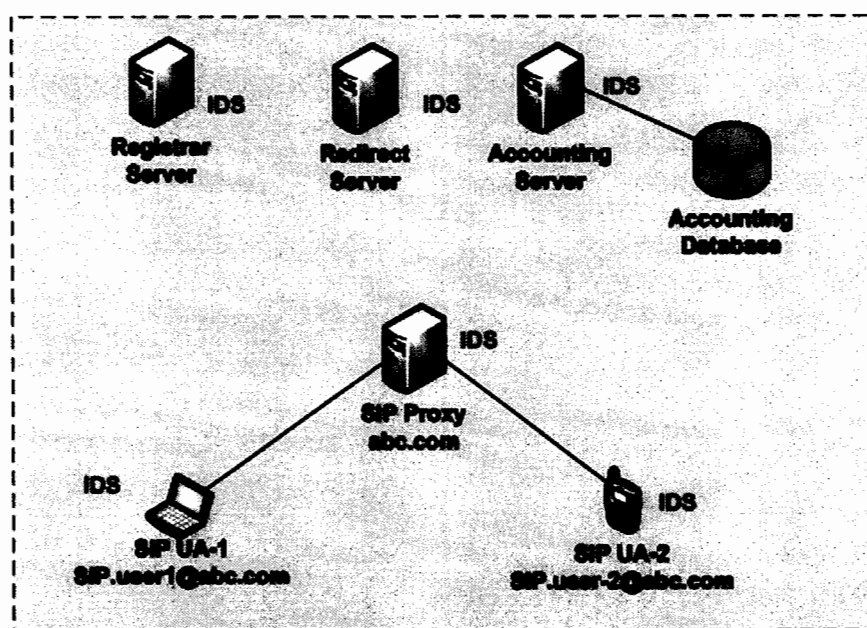 IDS
Registrar
Server
IDS
Redirect
Server
IDS
Accounting
Server
Accounting
Database
IDS
SIP Proxy
abc.com
IDS
SIP UA-1
SIP.user1@abc.com
IDS
SIP UA-2
SIP.user-2@abc.com